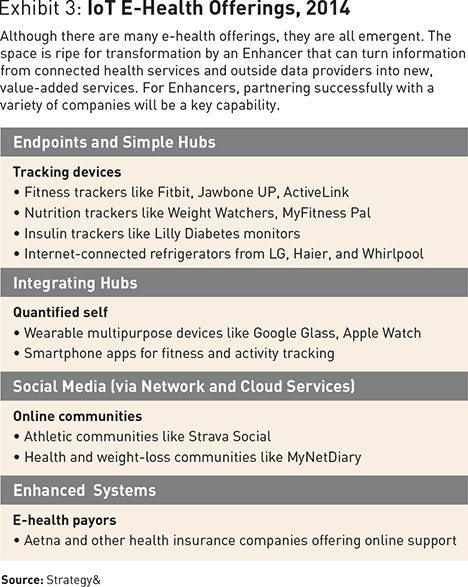 Exhibit 3: IoT E-Health Offerings, 2014
Although there are many e-health offerings, they are all emergent. The
space is ripe for transformation by an Enhancer that can turn information
from connected health services and outside data providers into new,
value-added services. For Enhancers, partnering successfully with a
variety of companies will be a key capability.
Endpoints and Simple Hubs
Tracking devices
• Fitness trackers like Fitbit, Jawbone UP, ActiveLink
• Nutrition trackers like Weight Watchers, MyFitness Pal
• Insulin trackers like Lilly Diabetes monitors
• Internet-connected refrigerators from LG, Haier, and Whirlpool
Integrating Hubs
Quantified self
• Wearable multipurpose devices like Google Glass, Apple Watch
• Smartphone apps for fitness and activity tracking
Social Media (via Network and Cloud Services)
Online communities
• Athletic communities like Strava Social
• Health and weight-loss communities like MyNetDiary
Enhanced Systems
E-health payors
• Aetna and other health insurance companies offering online support
Source: Strategy&